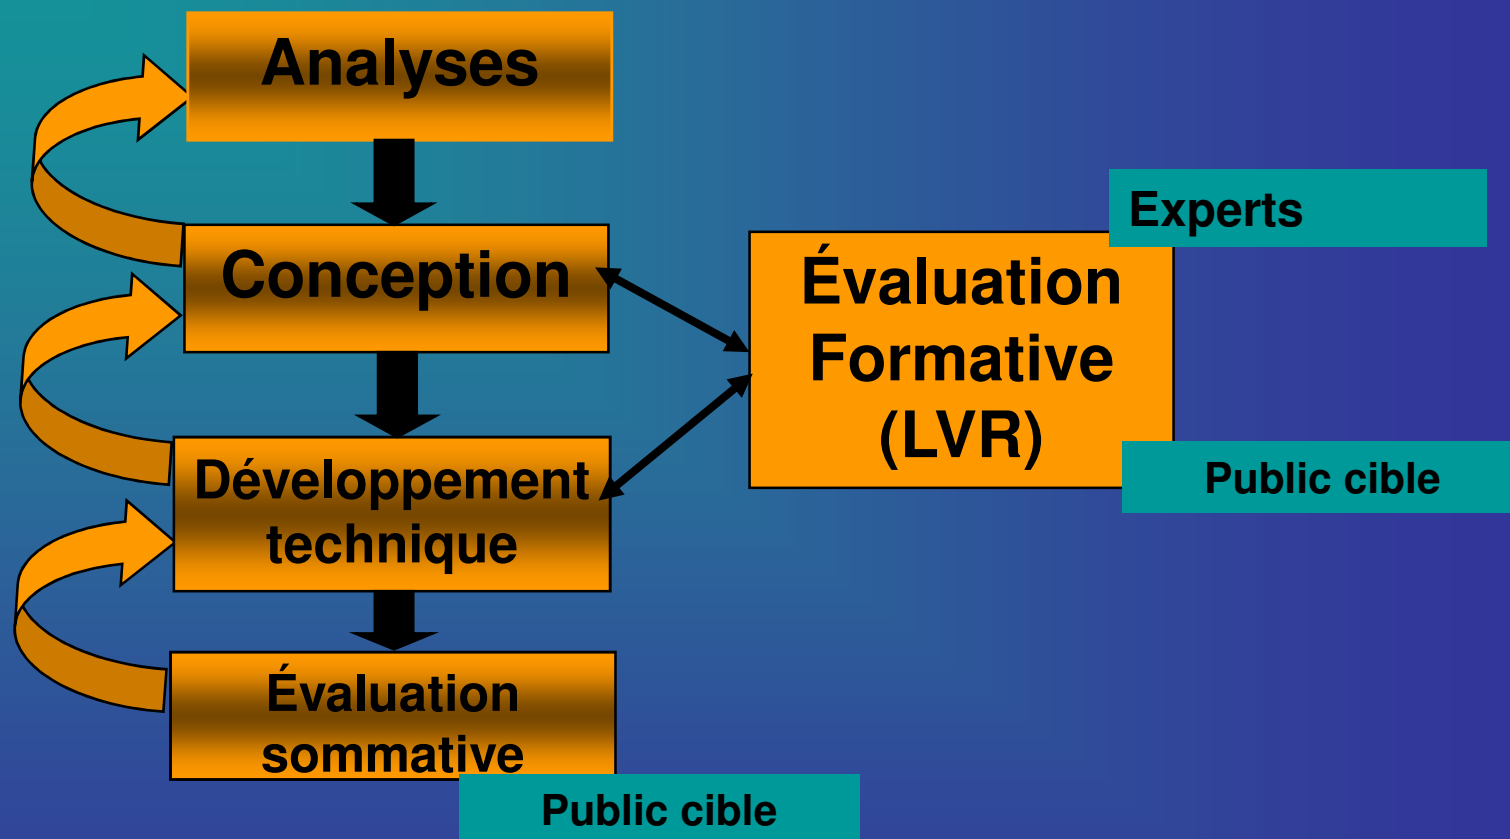 Analyses
Conception
Développement
technique
Évaluation
sommative
Public cible
Experts
Évaluation
Formative
(LVR)
Public cible